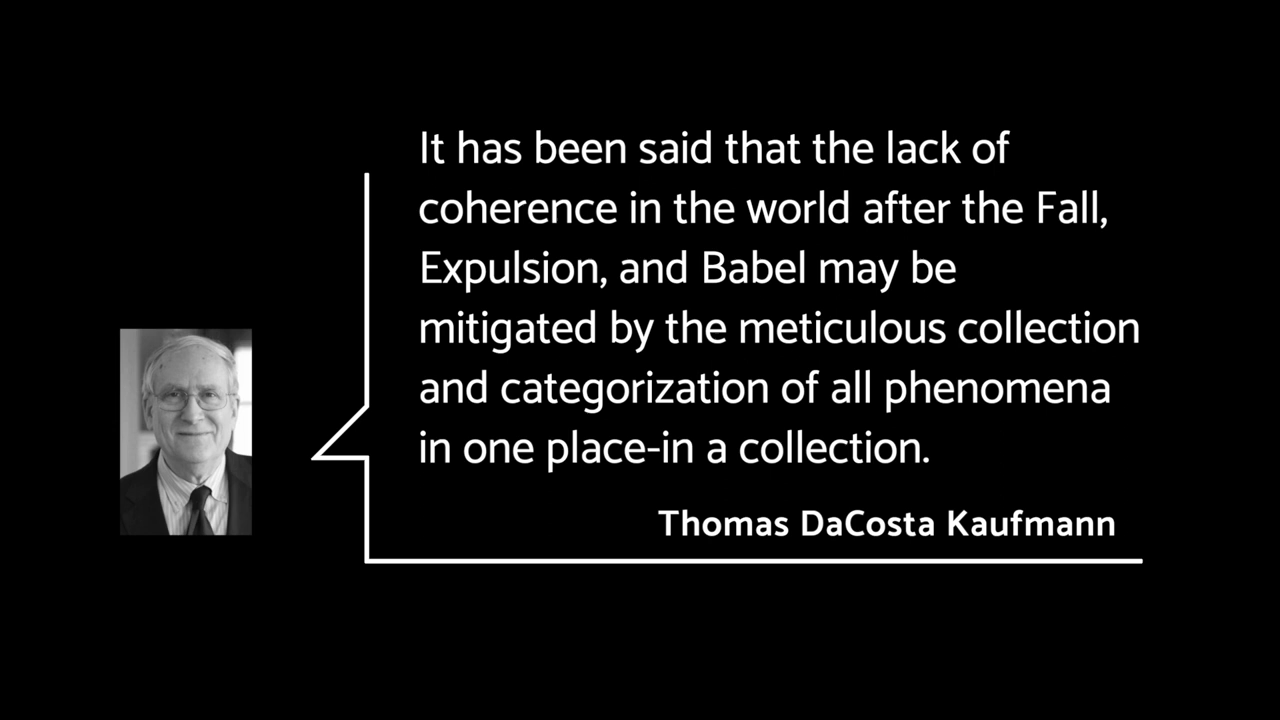 It has been said that the lack of
coherence in the world after the Fall,
Expulsion, and Babel may be
mitigated by the meticulous collection
and categorization of all phenomena
in one place-in a collection.
Thomas DaCosta Kaufmann